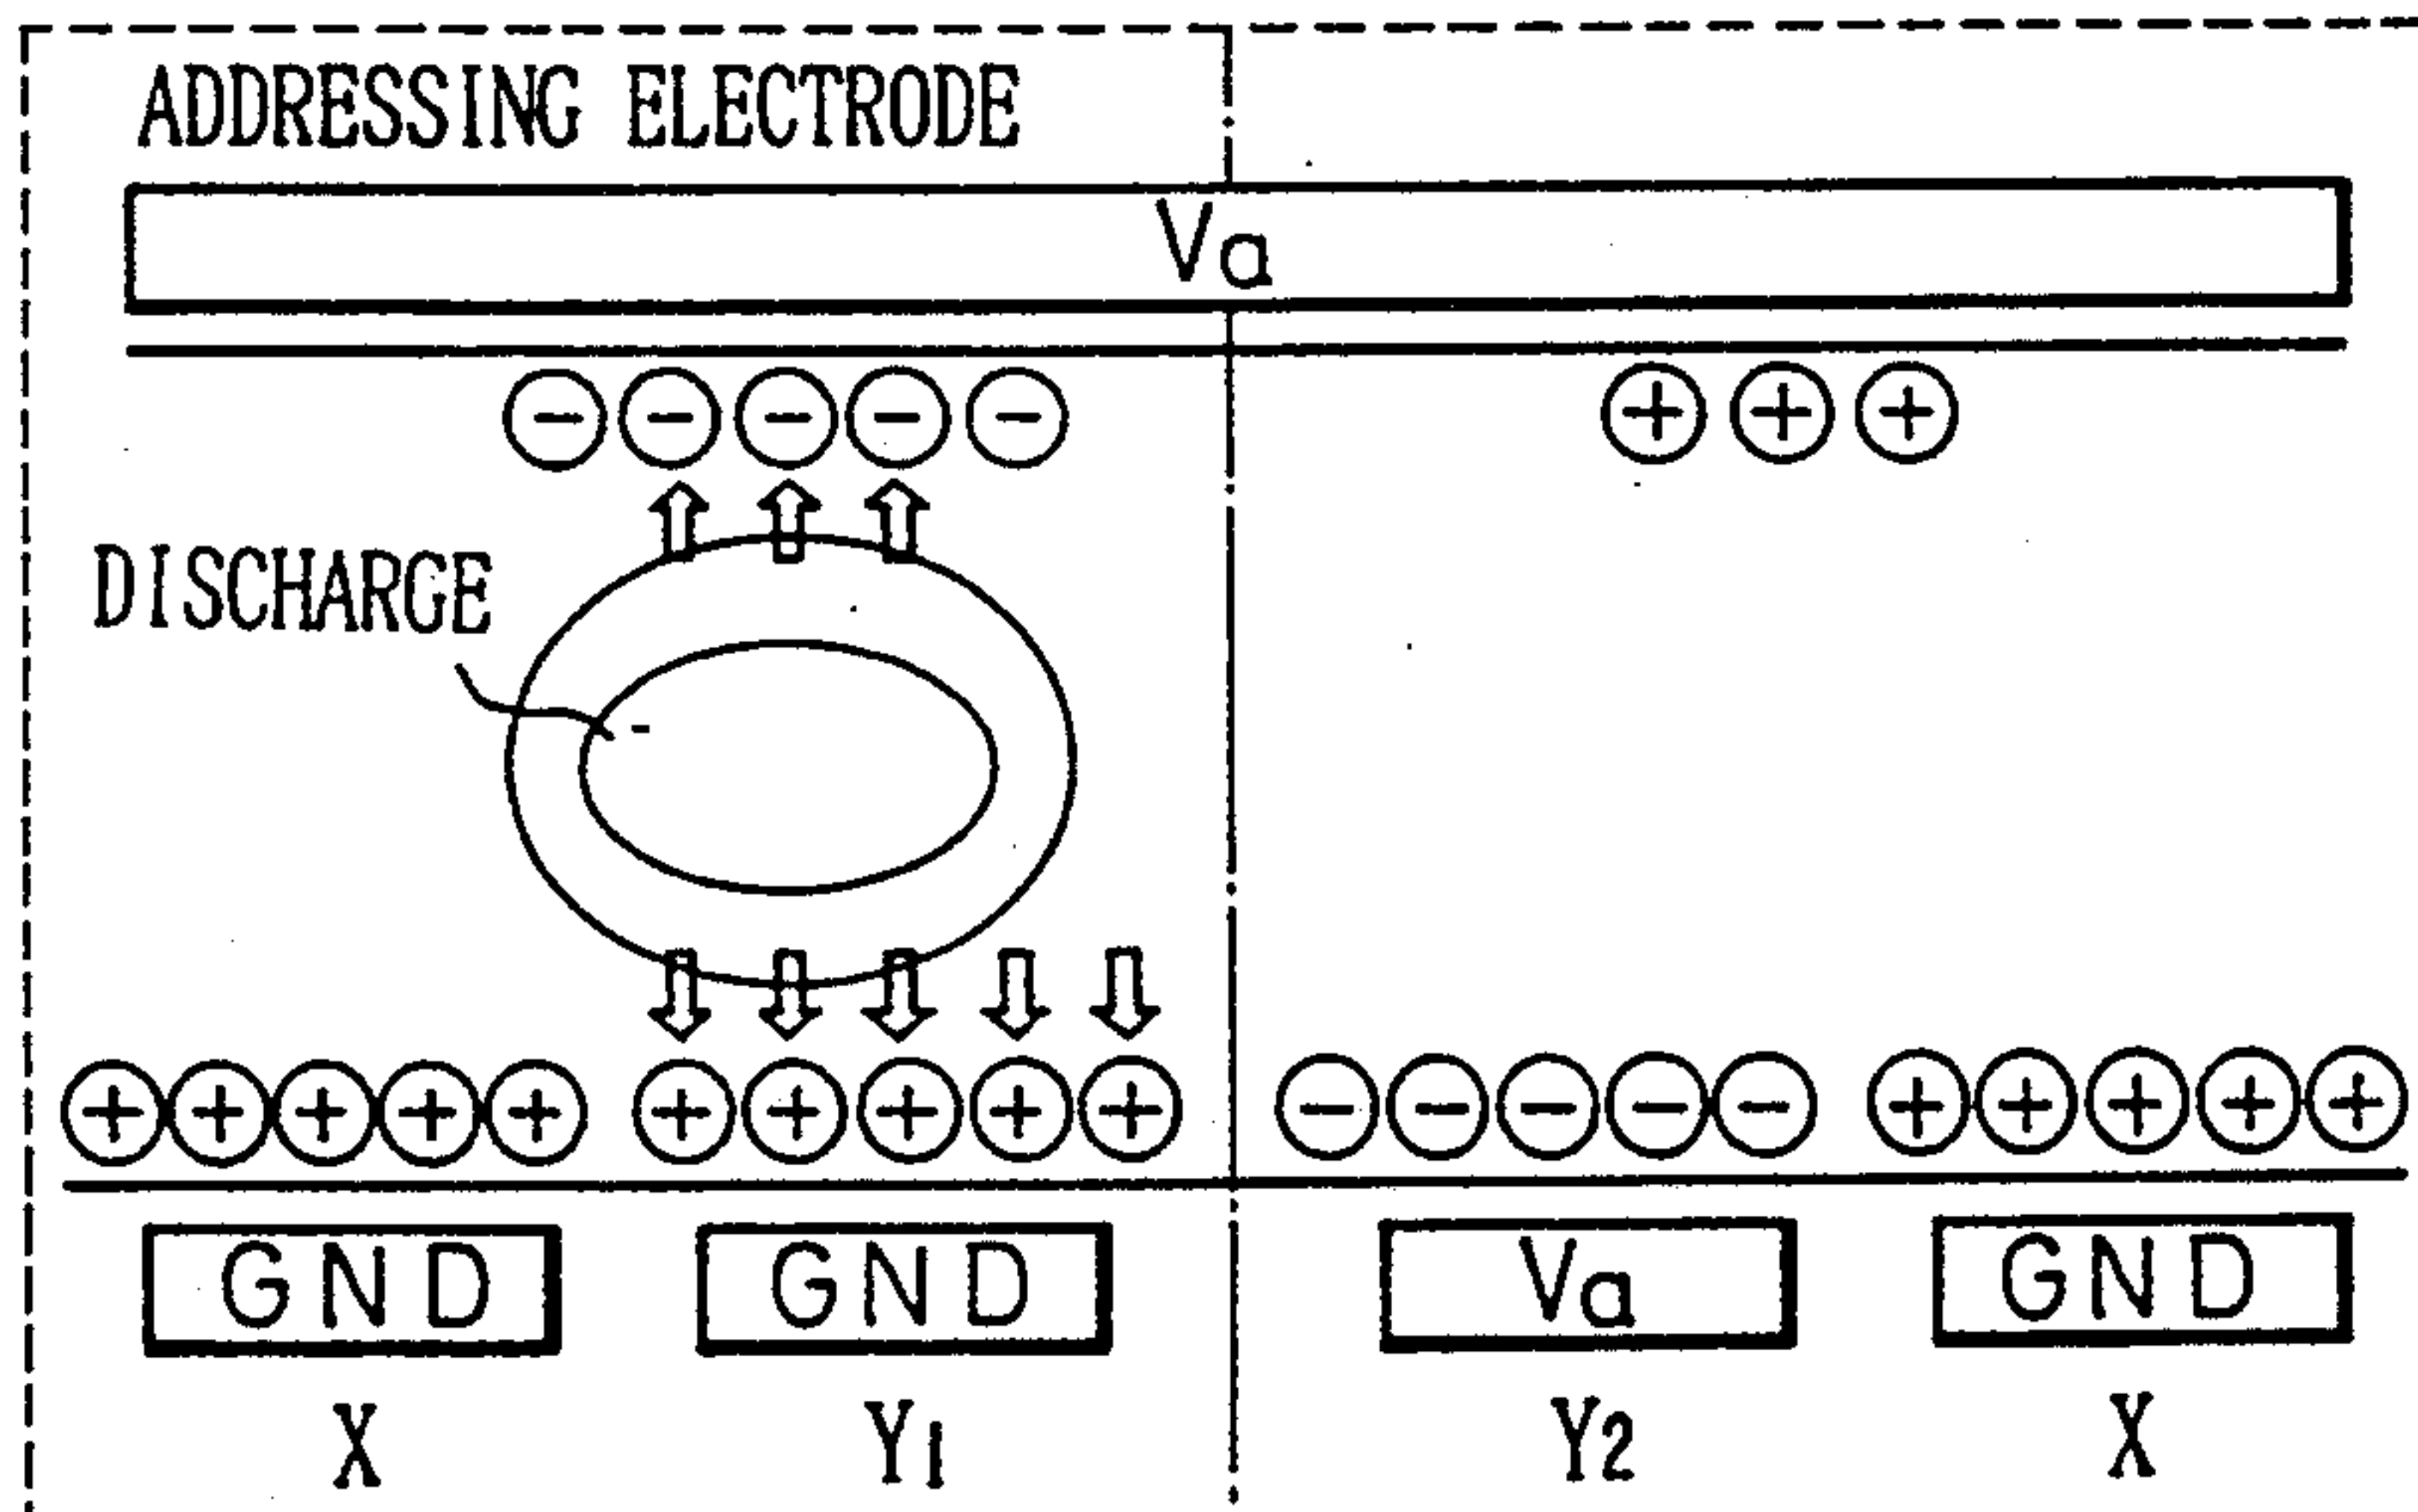 ADDRESSING ELECTRODE
Va
− − − − − + + +
DISCHARGE
+ + + + + + + + + + − − − − − + + + + +
GND GND Va GND
X Y1 Y2 X